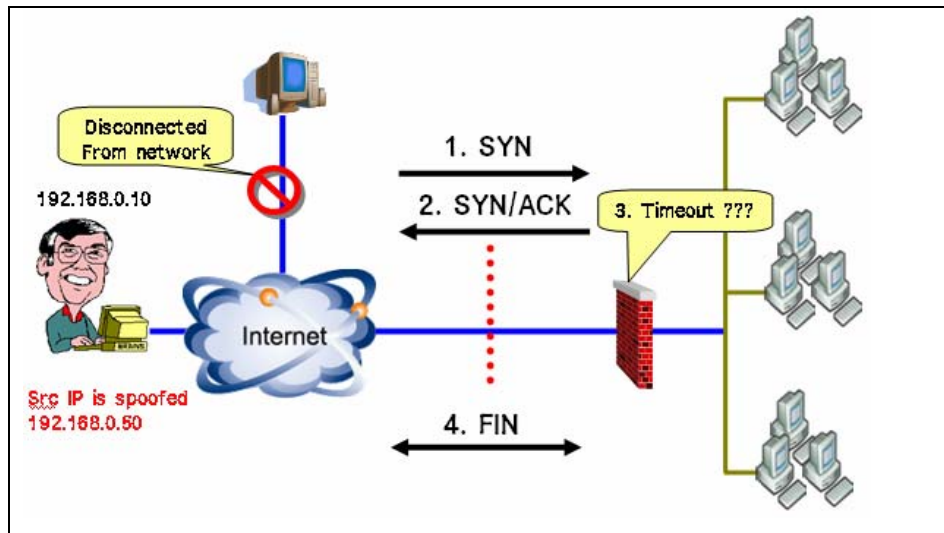 Disconnected
From network
1. SYN
2. SYN/ACK
3. Timeout ???
192.168.0.10
Internet
Src IP is spoofed
192.168.0.50
4. FIN